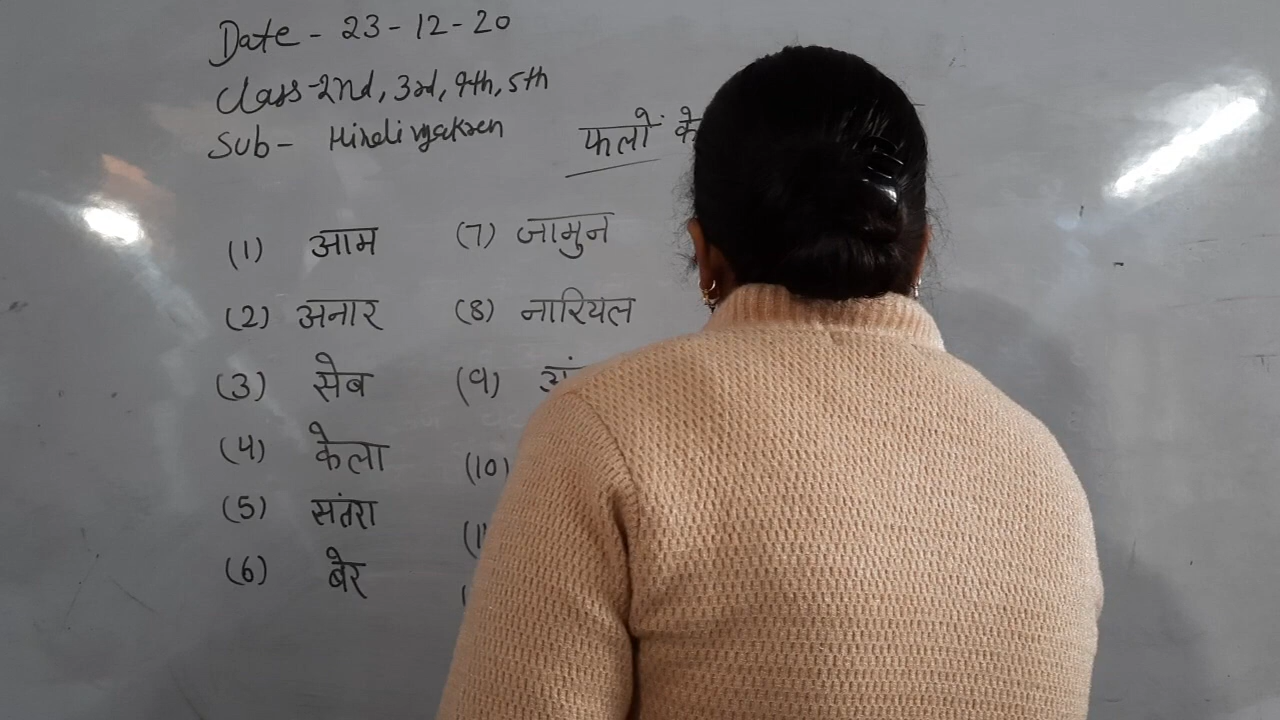 Date - 23-12-20
Class-2nd, 3rd, 4th, 5th
Sub- Hindi vyakren
फलों के
(1) आम
(2) अनार
(3) सेब
(4) केला
(5) संतरा
(6) बेर
(7) जामुन
(8) नारियल
(9)
(10)